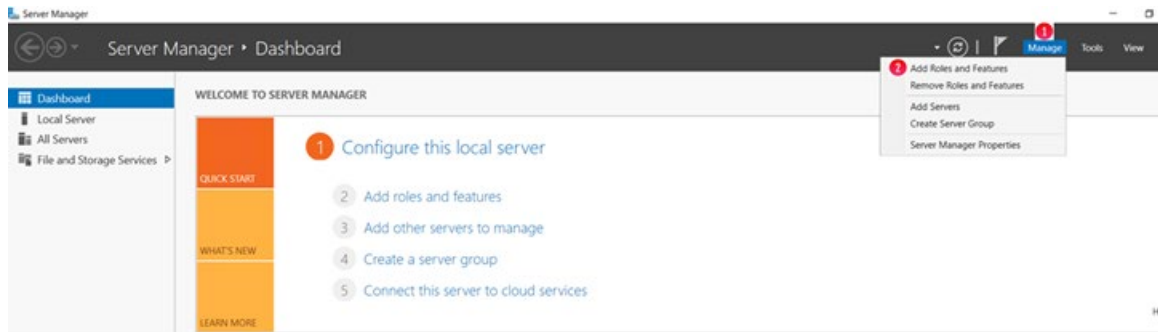 Server Manager
Server Manager • Dashboard
1
Manage Tools View
2 Add Roles and Features
Remove Roles and Features
Add Servers
Create Server Group
Server Manager Properties
Dashboard
Local Server
All Servers
File and Storage Services
WELCOME TO SERVER MANAGER
QUICK START
WHAT'S NEW
LEARN MORE
1 Configure this local server
2 Add roles and features
3 Add other servers to manage
4 Create a server group
5 Connect this server to cloud services
H